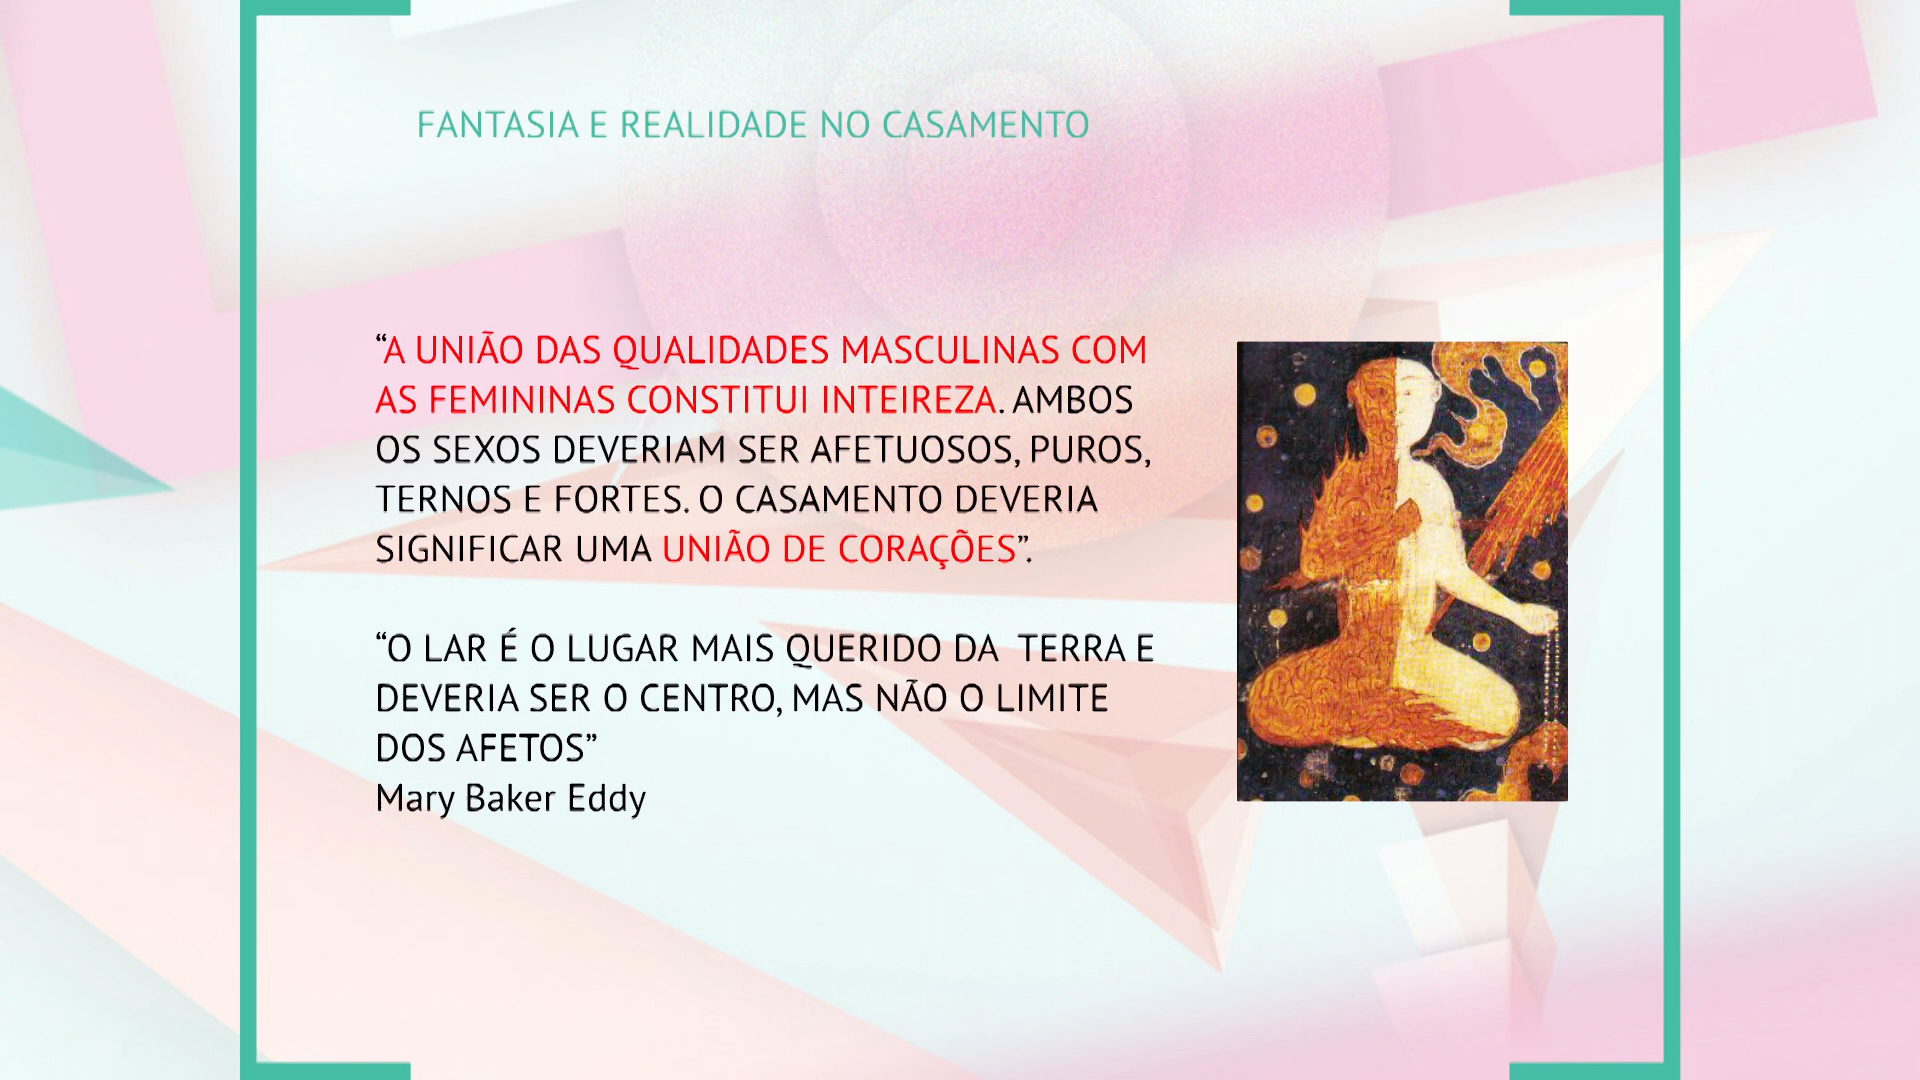 FANTASIA E REALIDADE NO CASAMENTO
“A UNIÃO DAS QUALIDADES MASCULINAS COM
AS FEMININAS CONSTITUI INTEIREZA. AMBOS
OS SEXOS DEVERIAM SER AFETUOSOS, PUROS,
TERNOS E FORTES. O CASAMENTO DEVERIA
SIGNIFICAR UMA UNIÃO DE CORAÇÕES”.
“O LAR É O LUGAR MAIS QUERIDO DA  TERRA E
DEVERIA SER O CENTRO, MAS NÃO O LIMITE
DOS AFETOS”
Mary Baker Eddy